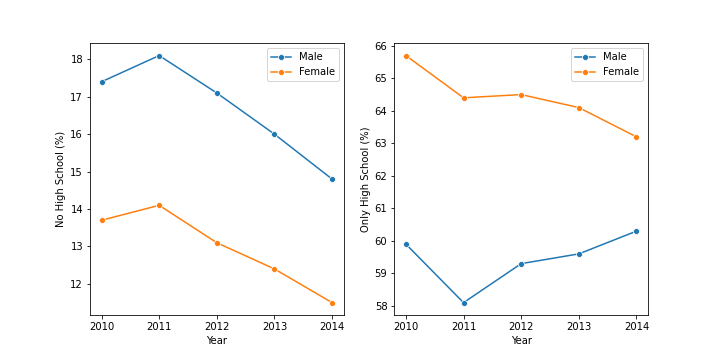 No High School (%)
18
17
16
15
14
13
12
Male
Female
2010 2011 2012 2013 2014
Year
Only High School (%)
66
65
64
63
62
61
60
59
58
Male
Female
2010 2011 2012 2013 2014
Year